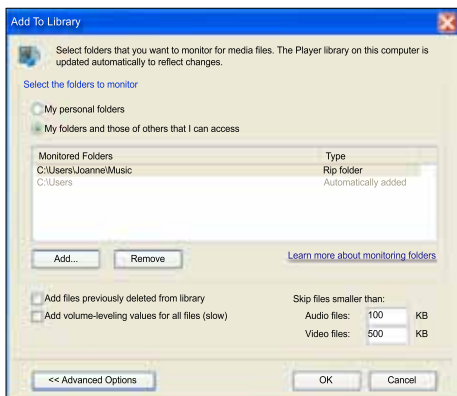 Add To Library
Select folders that you want to monitor for media files. The Player library on this computer is
updated automatically to reflect changes.
Select the folders to monitor
My personal folders
My folders and those of others that I can access
Monitored Folders Type
C:\Users\Joanne\Music Rip folder
C:\Users Automatically added
Add... Remove Learn more about monitoring folders
Add files previously deleted from library Skip files smaller than:
Add volume-leveling values for all files (slow) Audio files: 100 KB
Video files: 500 KB
<< Advanced Options OK Cancel